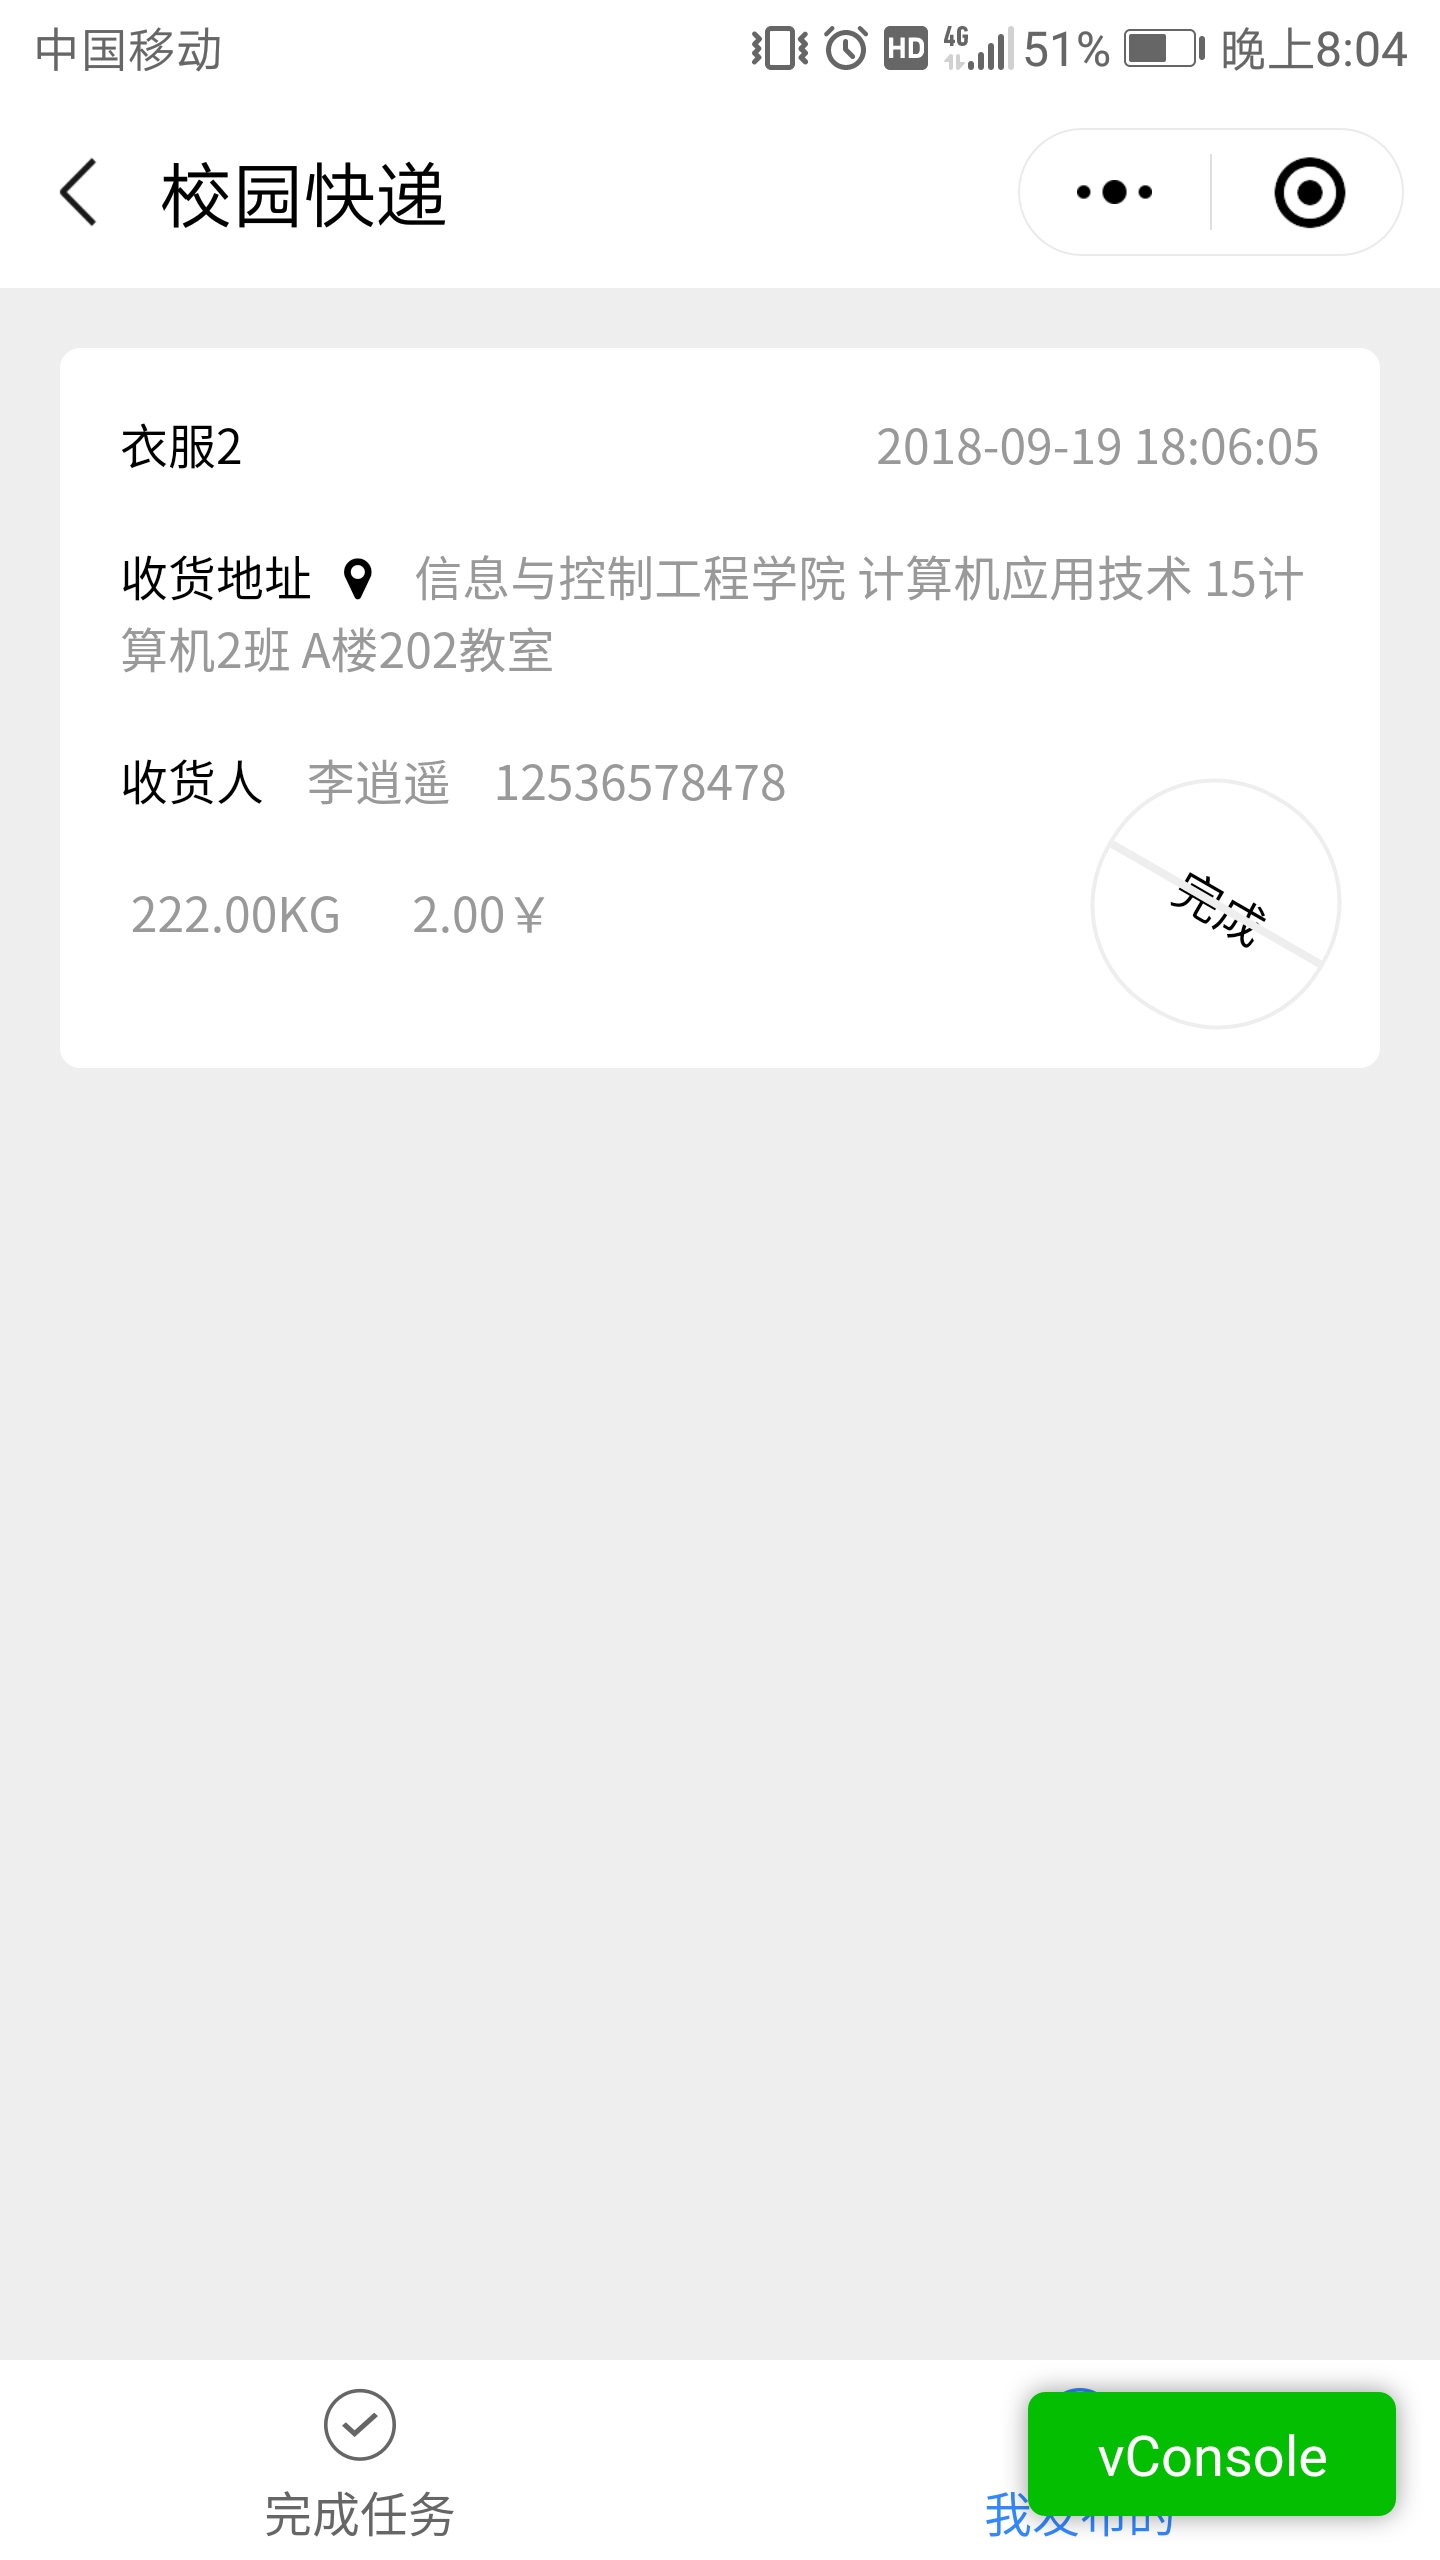 中国移动 HD 4G 51% 晚上8:04
校园快递
衣服2 2018-09-19 18:06:05
收货地址 信息与控制工程学院 计算机应用技术 15计
算机2班 A楼202教室
收货人 李逍遥 12536578478
完成
222.00KG 2.00￥
vConsole
完成任务 我发布的